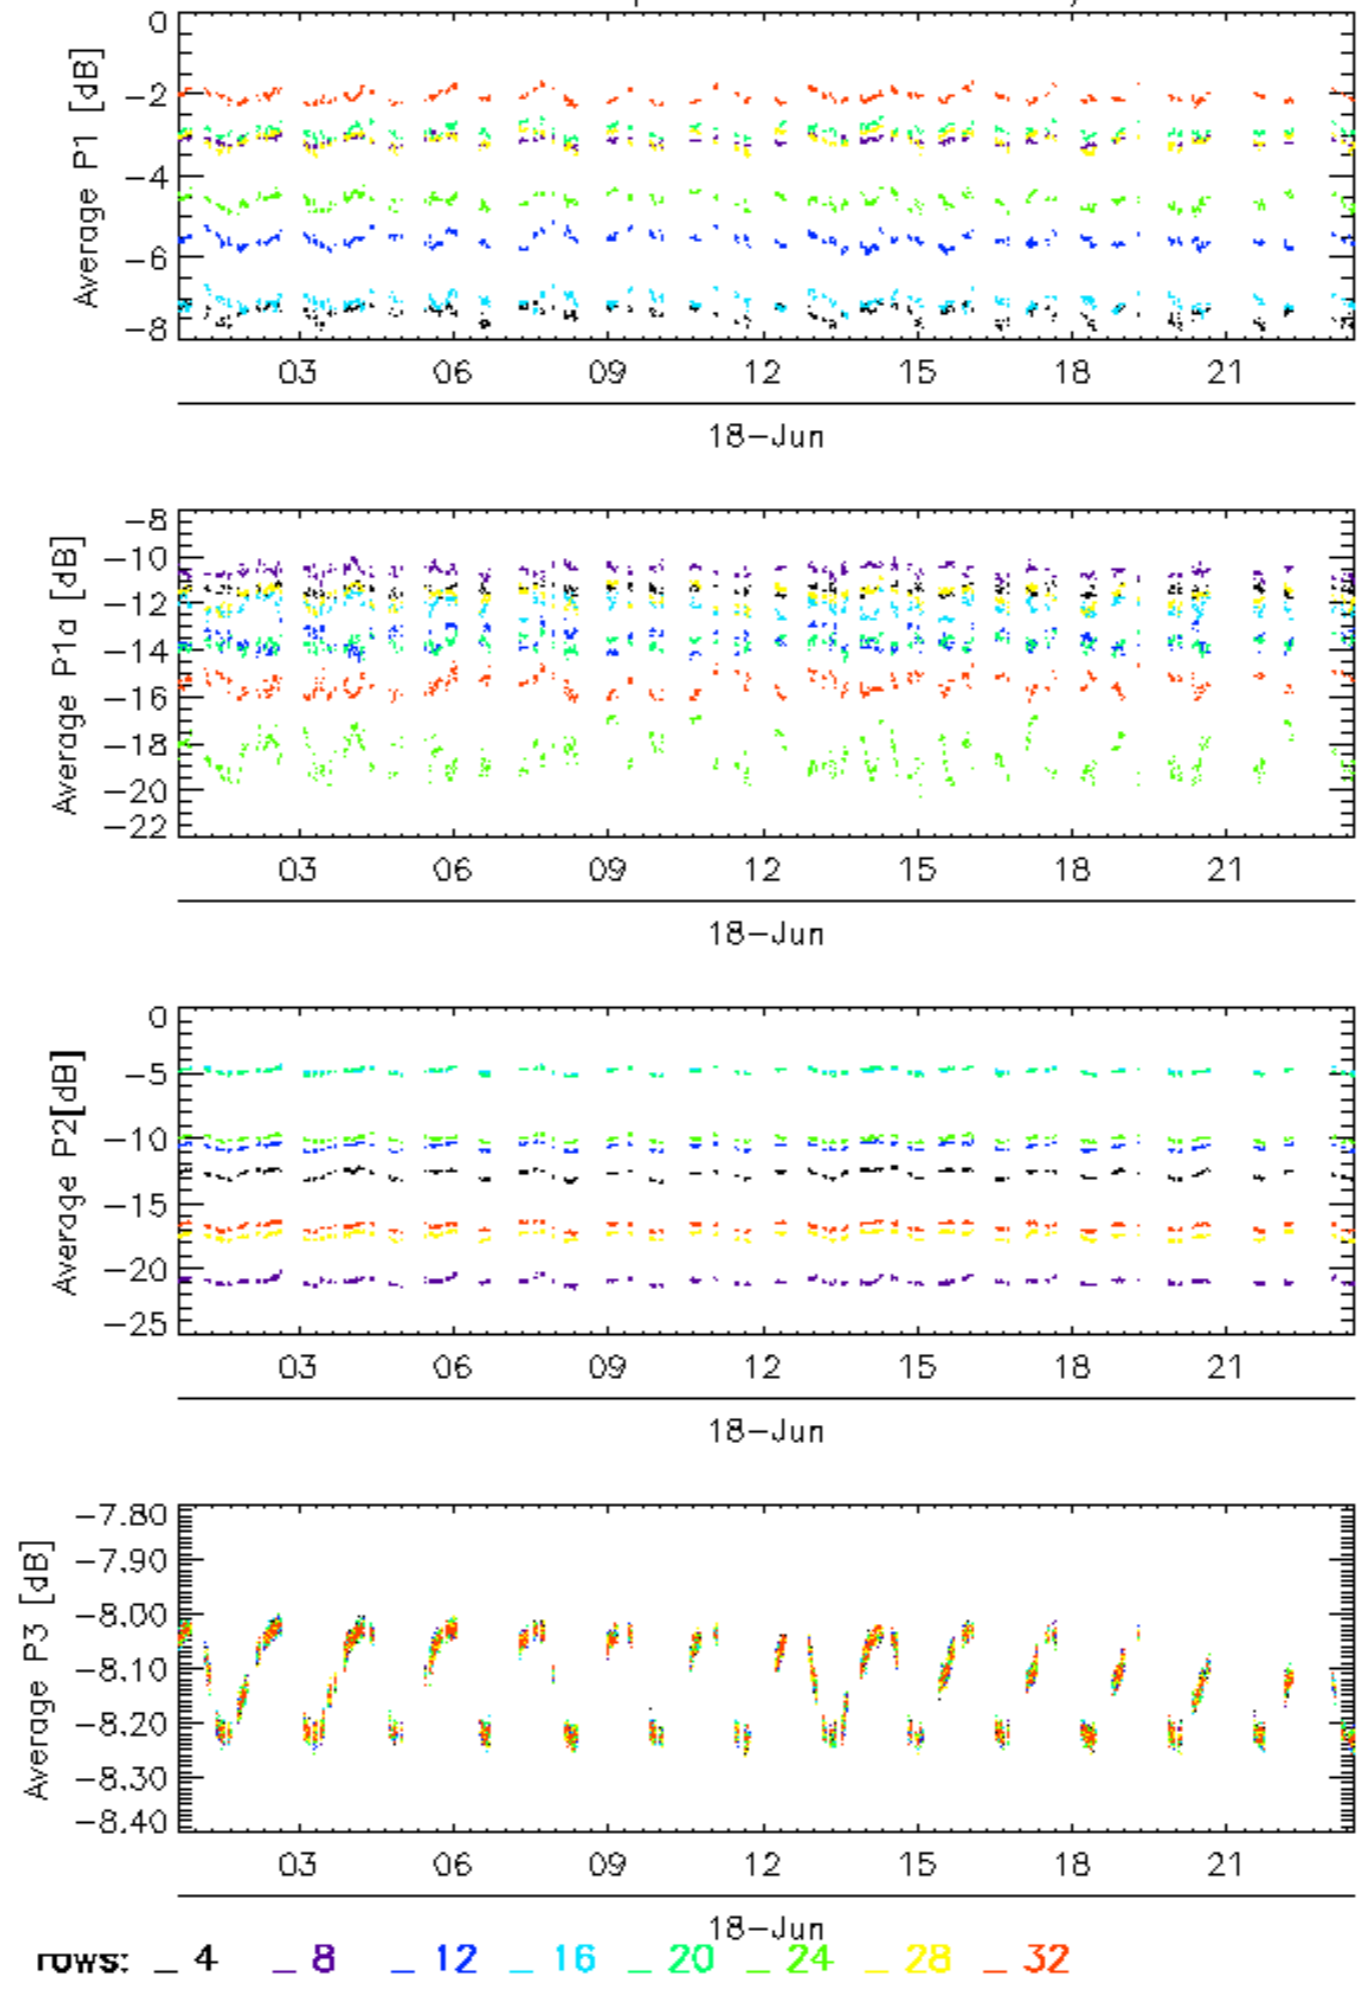 0
-2
-4
-6
-8
Average P1 [dB]
03 06 09 12 15 18 21
18-Jun
-8
-10
-12
-14
-16
-18
-20
-22
Average P1a [dB]
03 06 09 12 15 18 21
18-Jun
0
-5
-10
-15
-20
-25
Average P2[dB]
03 06 09 12 15 18 21
18-Jun
-7.80
-7.90
-8.00
-8.10
-8.20
-8.30
-8.40
Average P3 [dB]
03 06 09 12 15 18 21
18-Jun
rows: _ 4 _ 8 _ 12 _ 16 _ 20 _ 24 _ 28 _ 32